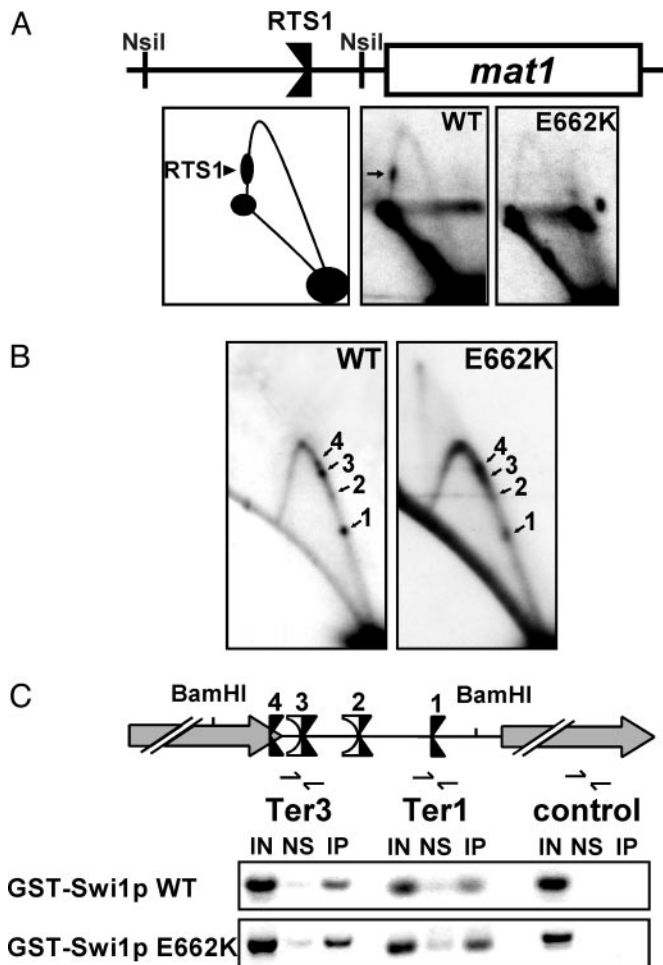 A
RTS1
NsiI NsiI
mat1
RTS1
WT
E662K
B
WT
E662K
4
3
2
1
4
3
2
1
C
BamHI 4 3 2 1 BamHI
Ter3 Ter1 control
IN NS IP IN NS IP IN NS IP
GST-Swi1p WT
GST-Swi1p E662K